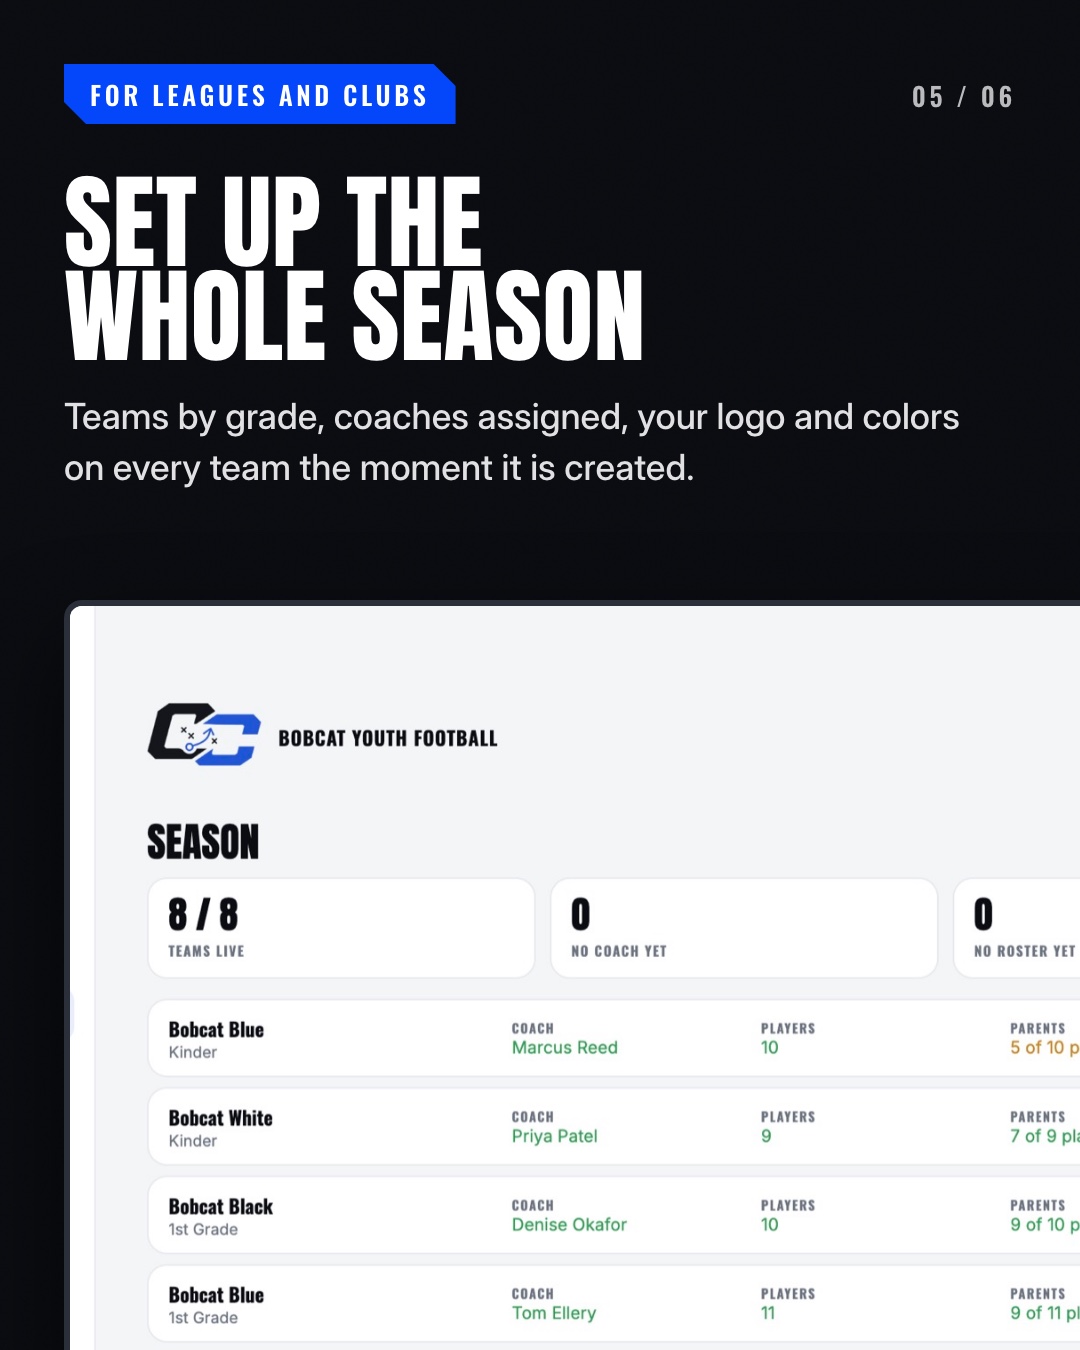 FOR LEAGUES AND CLUBS
05 / 06
SET UP THE
WHOLE SEASON
Teams by grade, coaches assigned, your logo and colors
on every team the moment it is created.
BOBCAT YOUTH FOOTBALL
SEASON
8 / 8
TEAMS LIVE
0
NO COACH YET
0
NO ROSTER YET
Bobcat Blue
Kinder
COACH
Marcus Reed
PLAYERS
10
PARENTS
5 of 10 p
Bobcat White
Kinder
COACH
Priya Patel
PLAYERS
9
PARENTS
7 of 9 pla
Bobcat Black
1st Grade
COACH
Denise Okafor
PLAYERS
10
PARENTS
9 of 10 p
Bobcat Blue
1st Grade
COACH
Tom Ellery
PLAYERS
11
PARENTS
9 of 11 pl